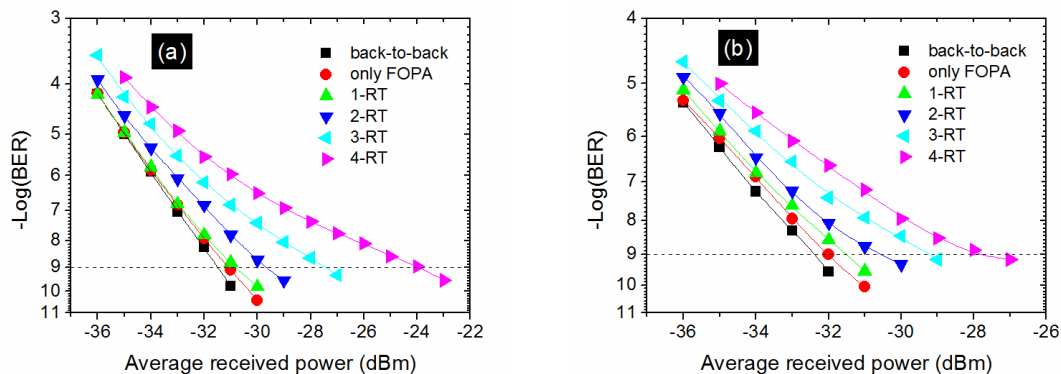 (a)
back-to-back
only FOPA
1-RT
2-RT
3-RT
4-RT
-Log(BER)
3
4
5
6
7
8
9
10
11
-36 -34 -32 -30 -28 -26 -24 -22
Average received power (dBm)
(b)
back-to-back
only FOPA
1-RT
2-RT
3-RT
4-RT
-Log(BER)
4
5
6
7
8
9
10
11
-36 -34 -32 -30 -28 -26
Average received power (dBm)